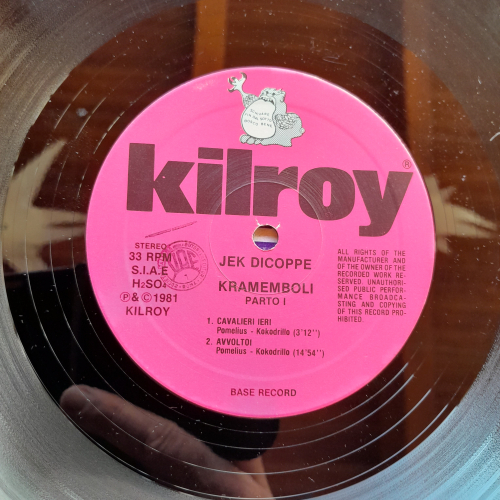 kilroy
®
STEREO
33 RPM
S.I.A.E
H₂SO₄
℗ & © 1981
KILROY
JEK DICOPPE
KRAMEMBOLI
PARTO I
1. CAVALIERI IERI
Pomelius - Kokodrillo (3'12'')
2. AVVOLTOI
Pomelius - Kokodrillo (14'54'')
ALL RIGHTS OF THE
MANUFACTURER AND
OF THE OWNER OF THE
RECORDED WORK RE-
SERVED UNAUTHORI-
SED PUBLIC PERFOR-
MANCE BROADCAS-
TING AND COPYING
OF THIS RECORD PRO-
HIBITED.
BASE RECORD